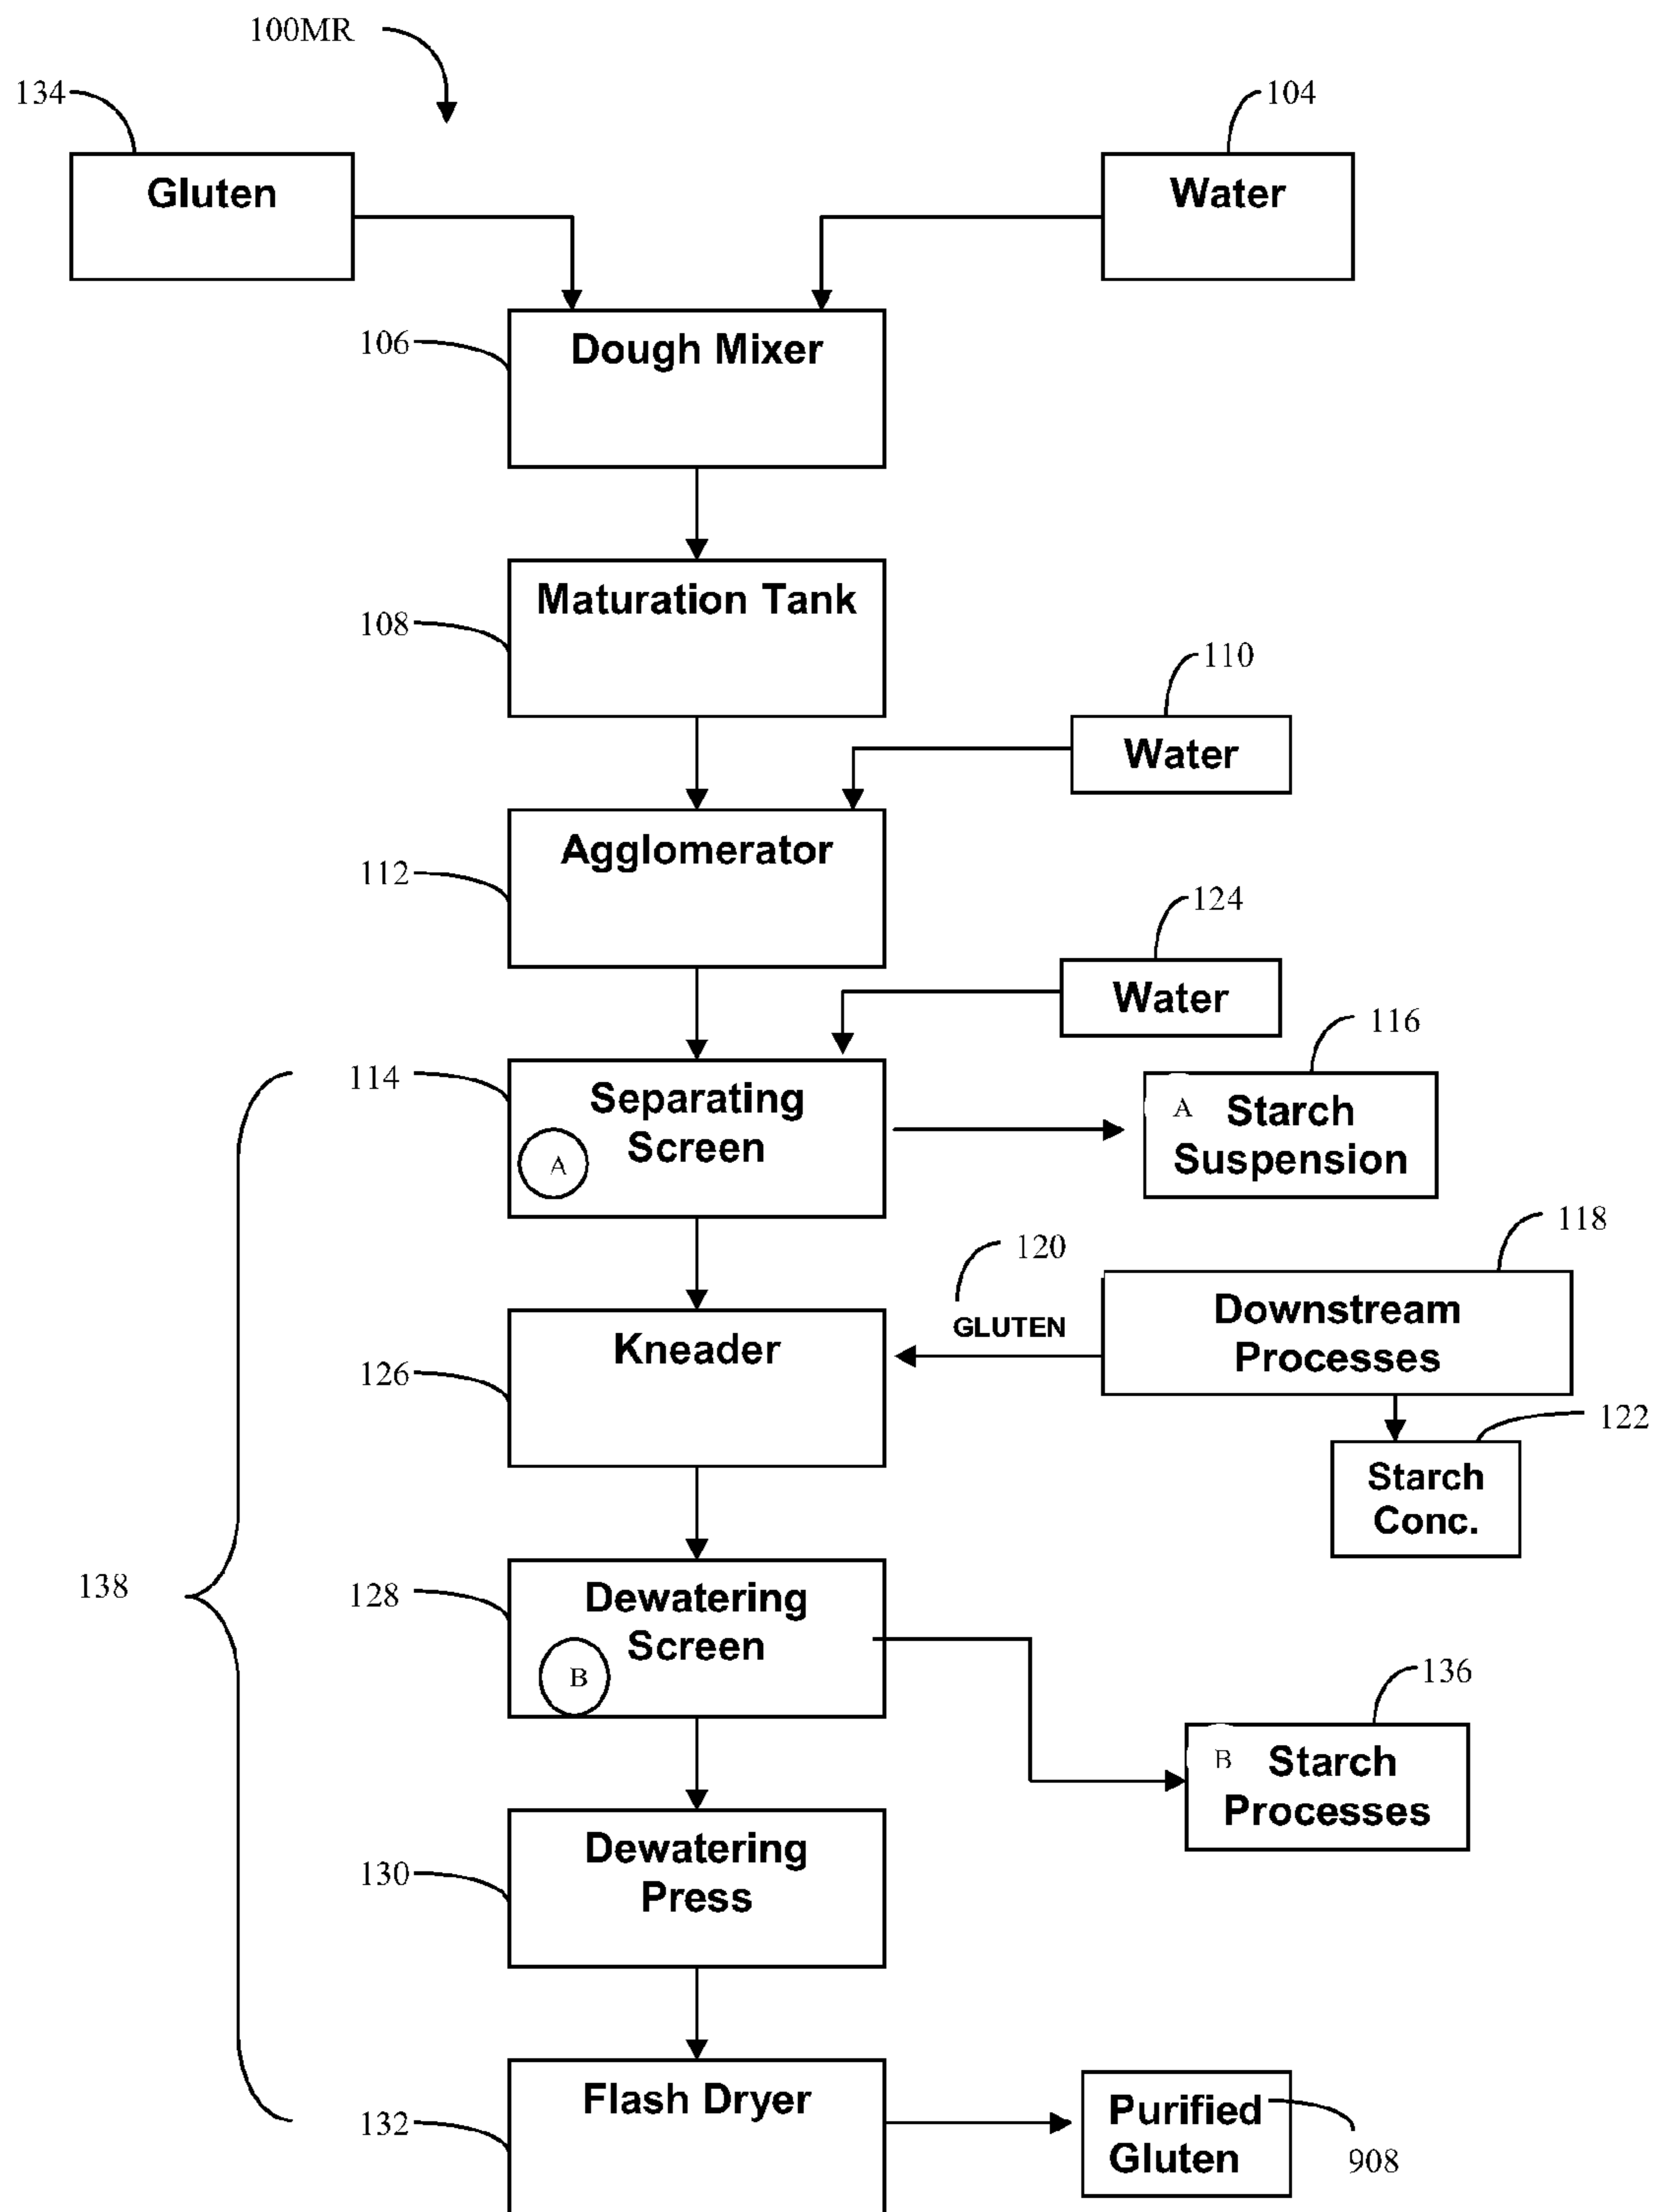 100MR
134
104
Gluten
Water
106
Dough Mixer
108
Maturation Tank
110
Water
112
Agglomerator
124
Water
116
114
Separating
Screen
A
A Starch
Suspension
118
120
GLUTEN
Downstream
Processes
126
Kneader
122
Starch
Conc.
138
128
Dewatering
Screen
B
136
B Starch
Processes
130
Dewatering
Press
132
Flash Dryer
Purified
Gluten
908